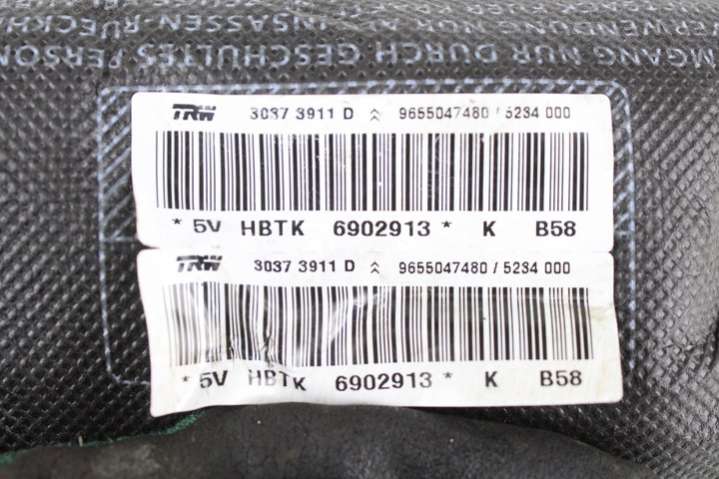 MGANG NUR DURCH GESCHULTES PERSON
TRW 3037 3911 D 9655047480 / 5234 000
* 5V HBTK 6902913 * K B58
TRW 3037 3911 D 9655047480 / 5234 000
* 5V HBTK 6902913 * K B58